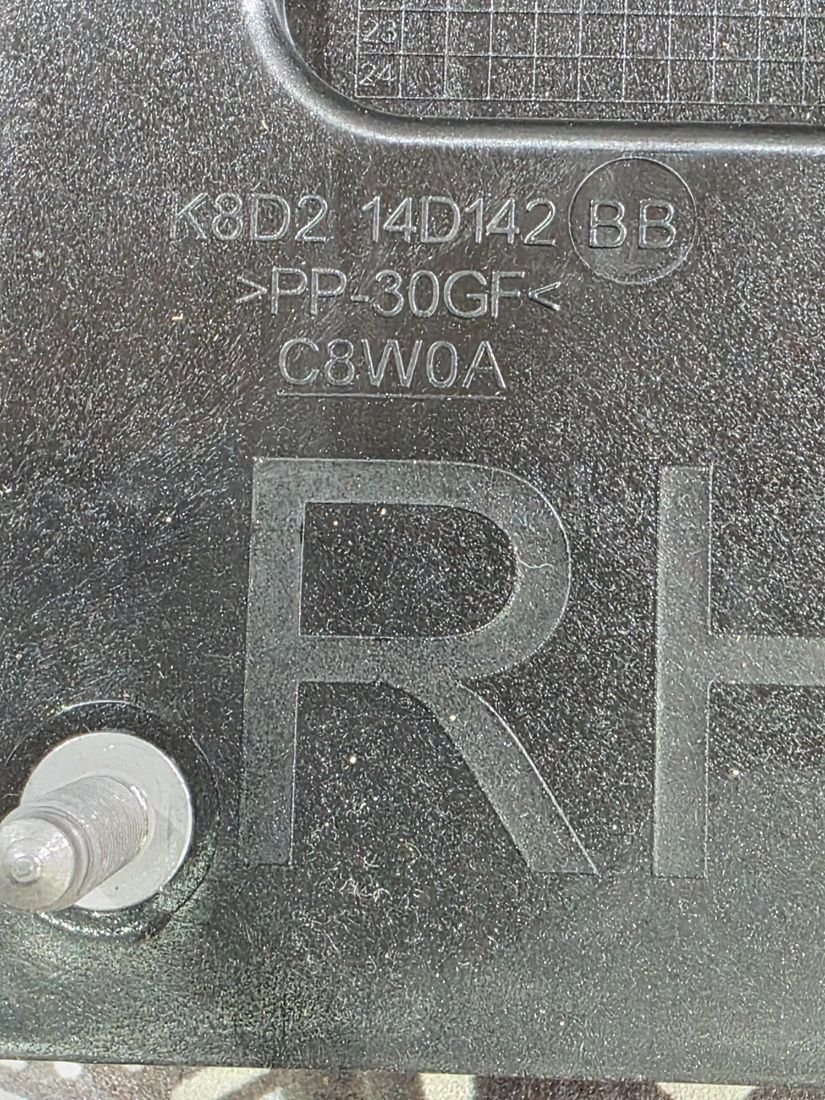 23
24
K8D2 14D142 BB
>PP-30GF<
C8W0A
RH